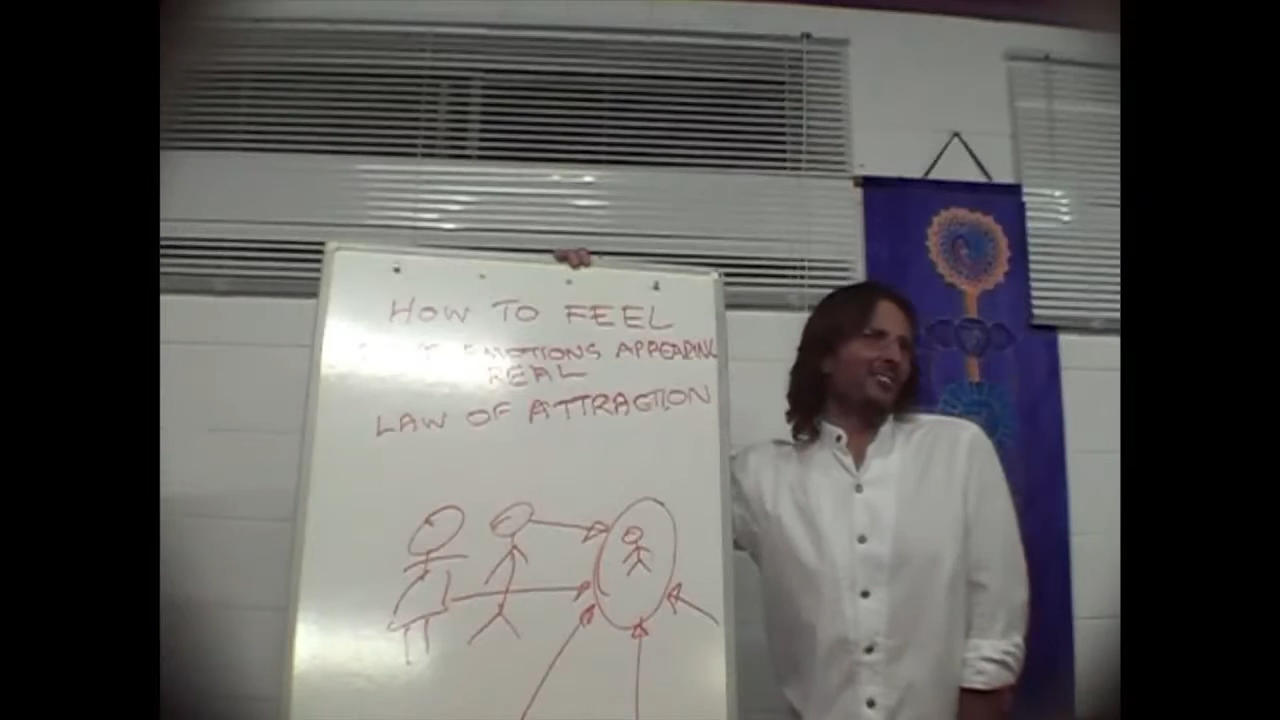 HOW TO FEEL
EMOTIONS APPEARING
REAL
LAW OF ATTRACTION